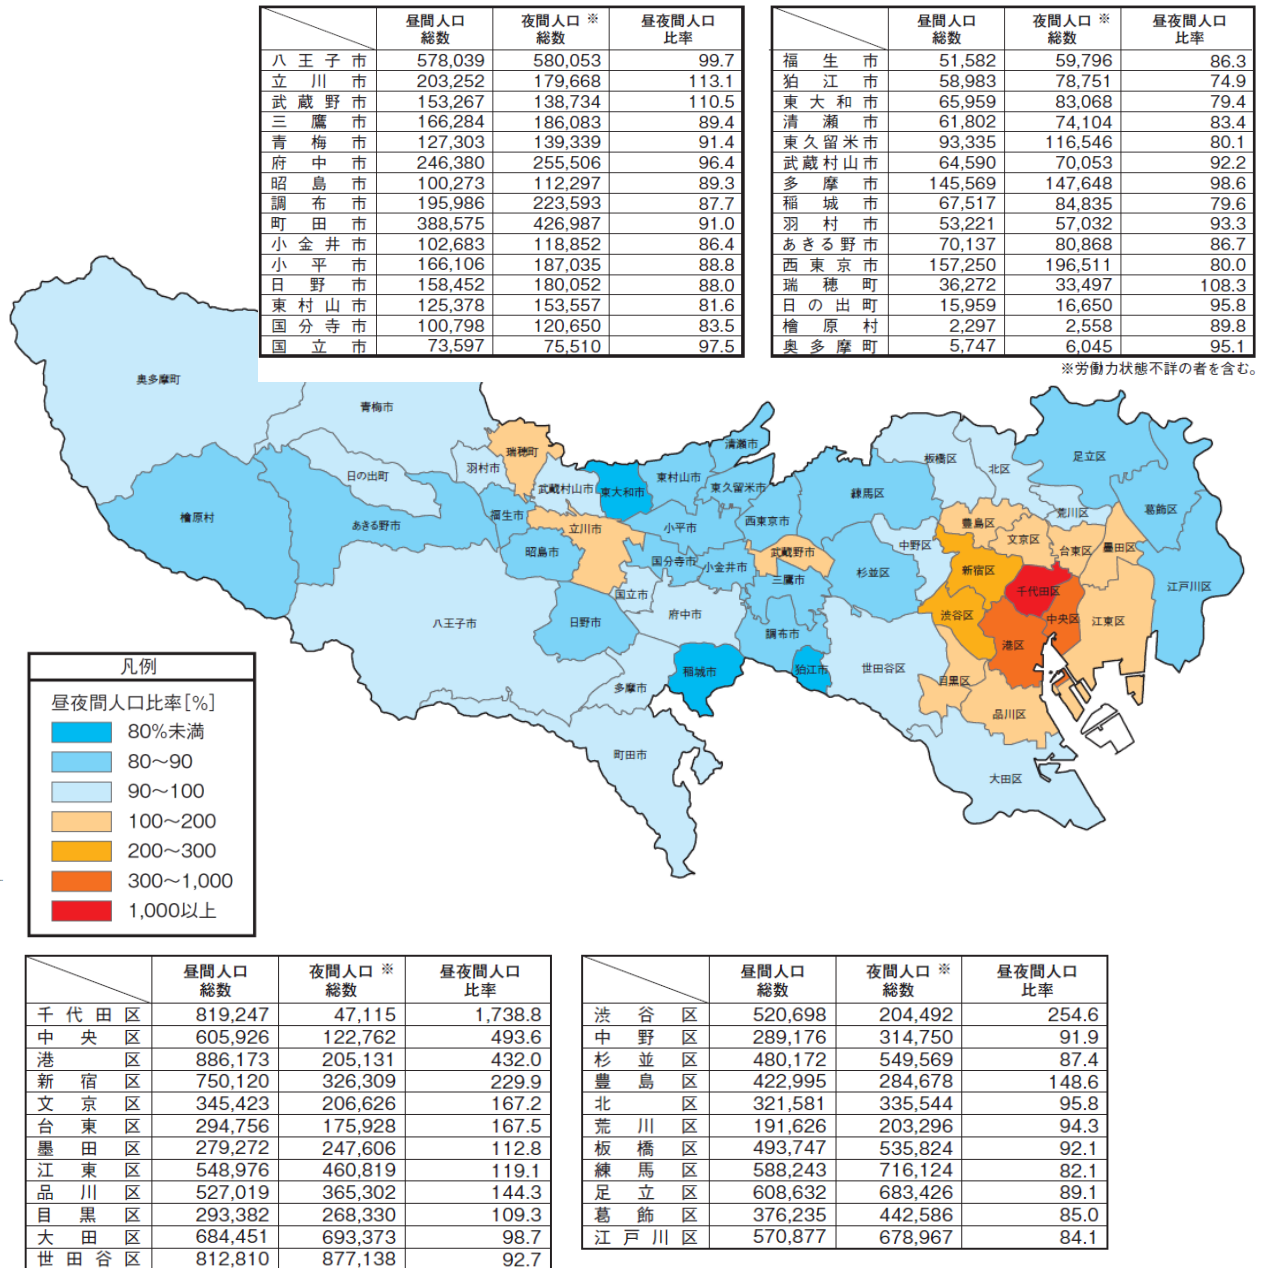 昼間人口
総数
夜間人口 ※
総数
昼夜間人口
比率
八王子市 578,039 580,053 99.7
立川市 203,252 179,668 113.1
武蔵野市 153,267 138,734 110.5
三鷹市 166,284 186,083 89.4
青梅市 127,303 139,339 91.4
府中市 246,380 255,506 96.4
昭島市 100,273 112,297 89.3
調布市 195,986 223,593 87.7
町田市 388,575 426,987 91.0
小金井市 102,683 118,852 86.4
小平市 166,106 187,035 88.8
日野市 158,452 180,052 88.0
東村山市 125,378 153,557 81.6
国分寺市 100,798 120,650 83.5
国立市 73,597 75,510 97.5
昼間人口
総数
夜間人口 ※
総数
昼夜間人口
比率
福生市 51,582 59,796 86.3
狛江市 58,983 78,751 74.9
東大和市 65,959 83,068 79.4
清瀬市 61,802 74,104 83.4
東久留米市 93,335 116,546 80.1
武蔵村山市 64,590 70,053 92.2
多摩市 145,569 147,648 98.6
稲城市 67,517 84,835 79.6
羽村市 53,221 57,032 93.3
あきる野市 70,137 80,868 86.7
西東京市 157,250 196,511 80.0
瑞穂町 36,272 33,497 108.3
日の出町 15,959 16,650 95.8
檜原村 2,297 2,558 89.8
奥多摩町 5,747 6,045 95.1
※労働力状態不詳の者を含む。
奥多摩町
青梅市
瑞穂町
羽村市
日の出町
武蔵村山市
東大和市
東村山市
清瀬市
東久留米市
檜原村
あきる野市
福生市
立川市
昭島市
小平市
西東京市
国分寺市
小金井市
武蔵野市
三鷹市
国立市
府中市
八王子市
日野市
調布市
稲城市
狛江市
多摩市
町田市
板橋区
北区
足立区
練馬区
荒川区
葛飾区
豊島区
文京区
台東区
墨田区
中野区
杉並区
新宿区
千代田区
江戸川区
渋谷区
中央区
江東区
港区
世田谷区
目黒区
品川区
大田区
凡例
昼夜間人口比率[%]
80%未満
80～90
90～100
100～200
200～300
300～1,000
1,000以上
昼間人口
総数
夜間人口 ※
総数
昼夜間人口
比率
千代田区 819,247 47,115 1,738.8
中央区 605,926 122,762 493.6
港区 886,173 205,131 432.0
新宿区 750,120 326,309 229.9
文京区 345,423 206,626 167.2
台東区 294,756 175,928 167.5
墨田区 279,272 247,606 112.8
江東区 548,976 460,819 119.1
品川区 527,019 365,302 144.3
目黒区 293,382 268,330 109.3
大田区 684,451 693,373 98.7
世田谷区 812,810 877,138 92.7
昼間人口
総数
夜間人口 ※
総数
昼夜間人口
比率
渋谷区 520,698 204,492 254.6
中野区 289,176 314,750 91.9
杉並区 480,172 549,569 87.4
豊島区 422,995 284,678 148.6
北区 321,581 335,544 95.8
荒川区 191,626 203,296 94.3
板橋区 493,747 535,824 92.1
練馬区 588,243 716,124 82.1
足立区 608,632 683,426 89.1
葛飾区 376,235 442,586 85.0
江戸川区 570,877 678,967 84.1